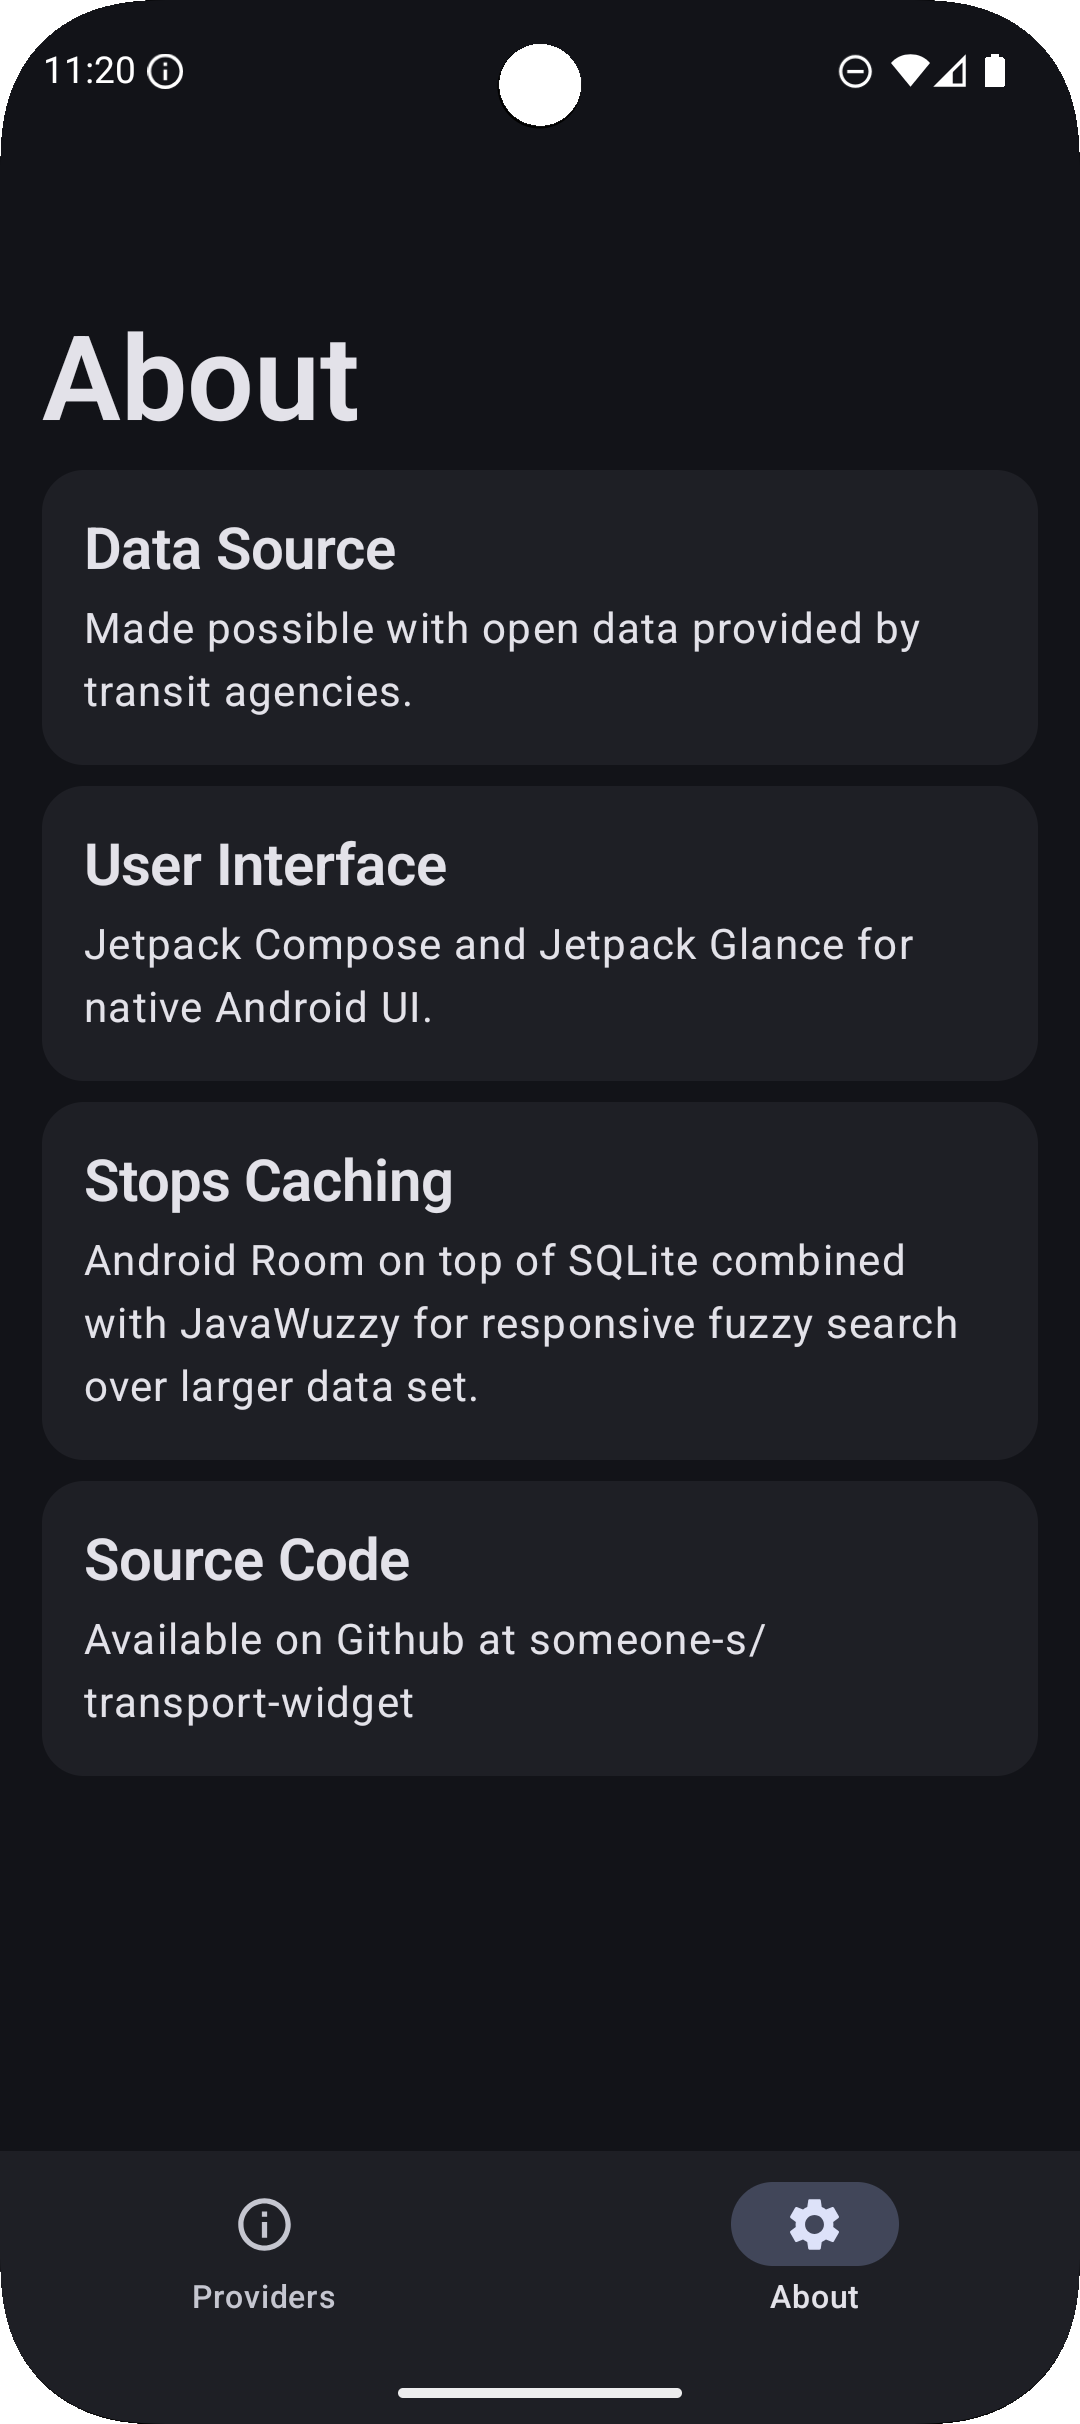 11:20
About
Data Source
Made possible with open data provided by
transit agencies.
User Interface
Jetpack Compose and Jetpack Glance for
native Android UI.
Stops Caching
Android Room on top of SQLite combined
with JavaWuzzy for responsive fuzzy search
over larger data set.
Source Code
Available on Github at someone-s/
transport-widget
Providers
About